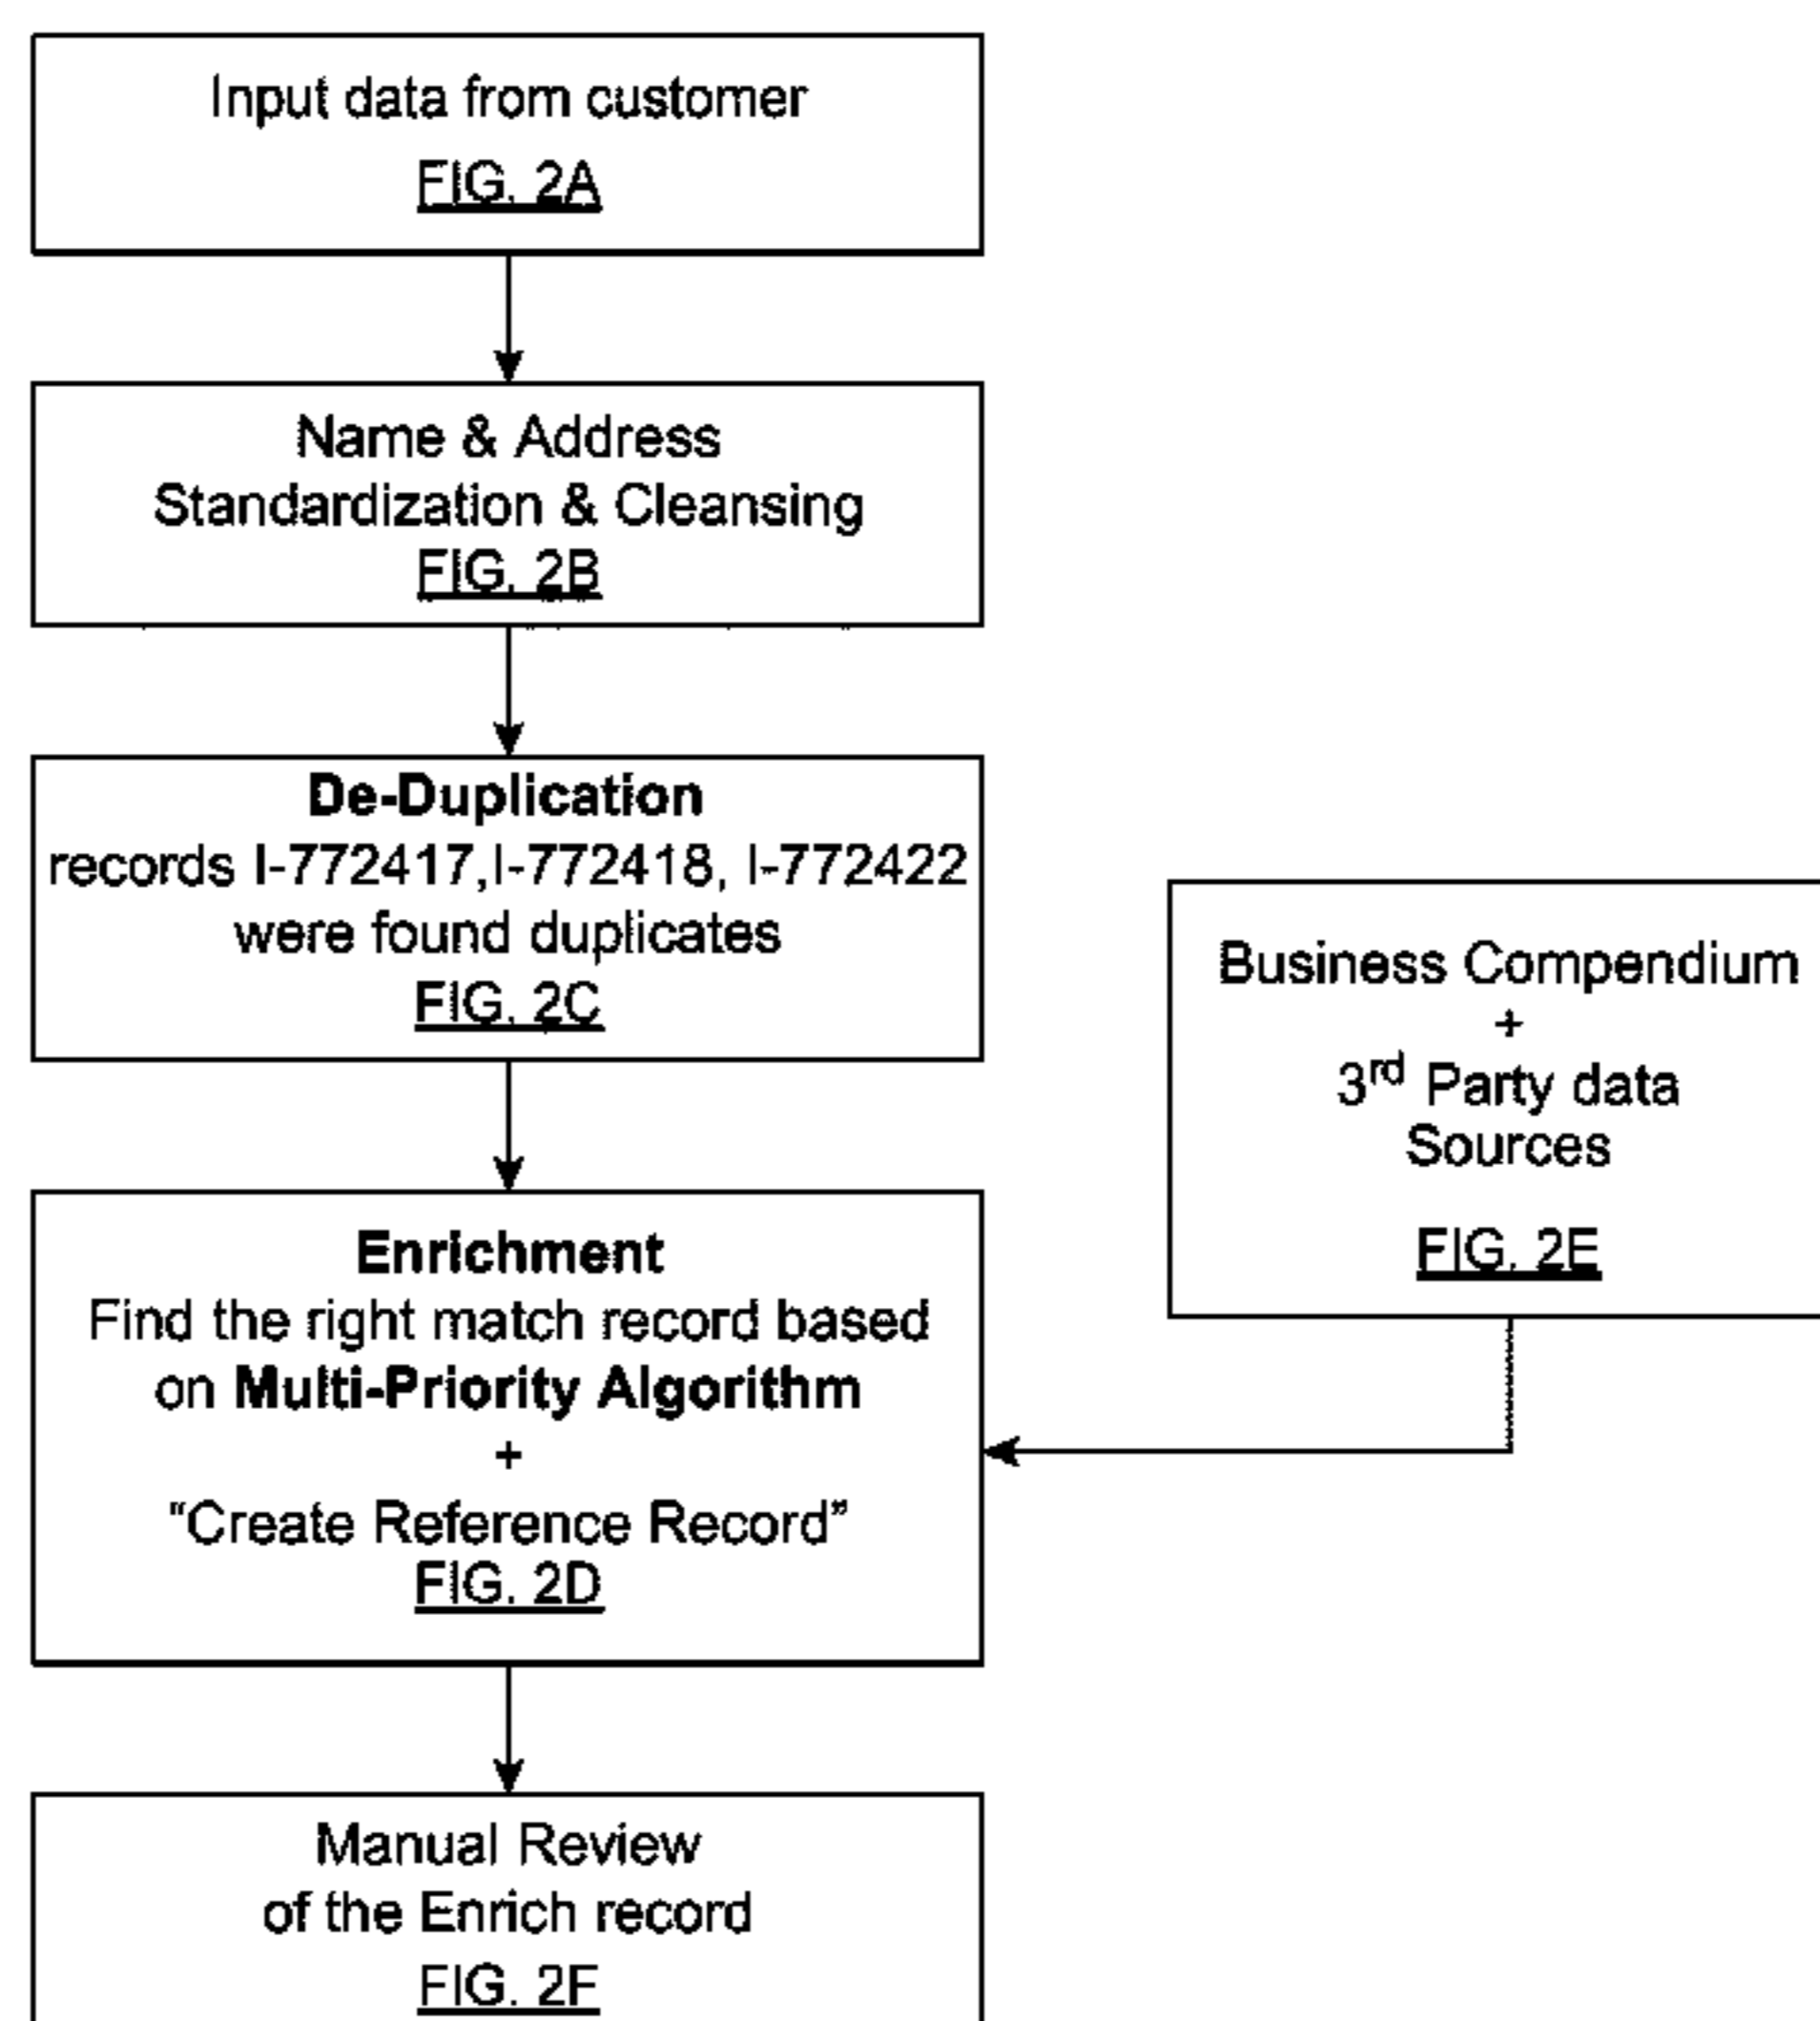 Input data from customer
FIG. 2A
Name & Address
Standardization & Cleansing
FIG. 2B
De-Duplication
records I-772417,I-772418, I-772422
were found duplicates
FIG. 2C
Business Compendium
+
3rd Party data
Sources
FIG. 2E
Enrichment
Find the right match record based
on Multi-Priority Algorithm
+
“Create Reference Record”
FIG. 2D
Manual Review
of the Enrich record
FIG. 2F